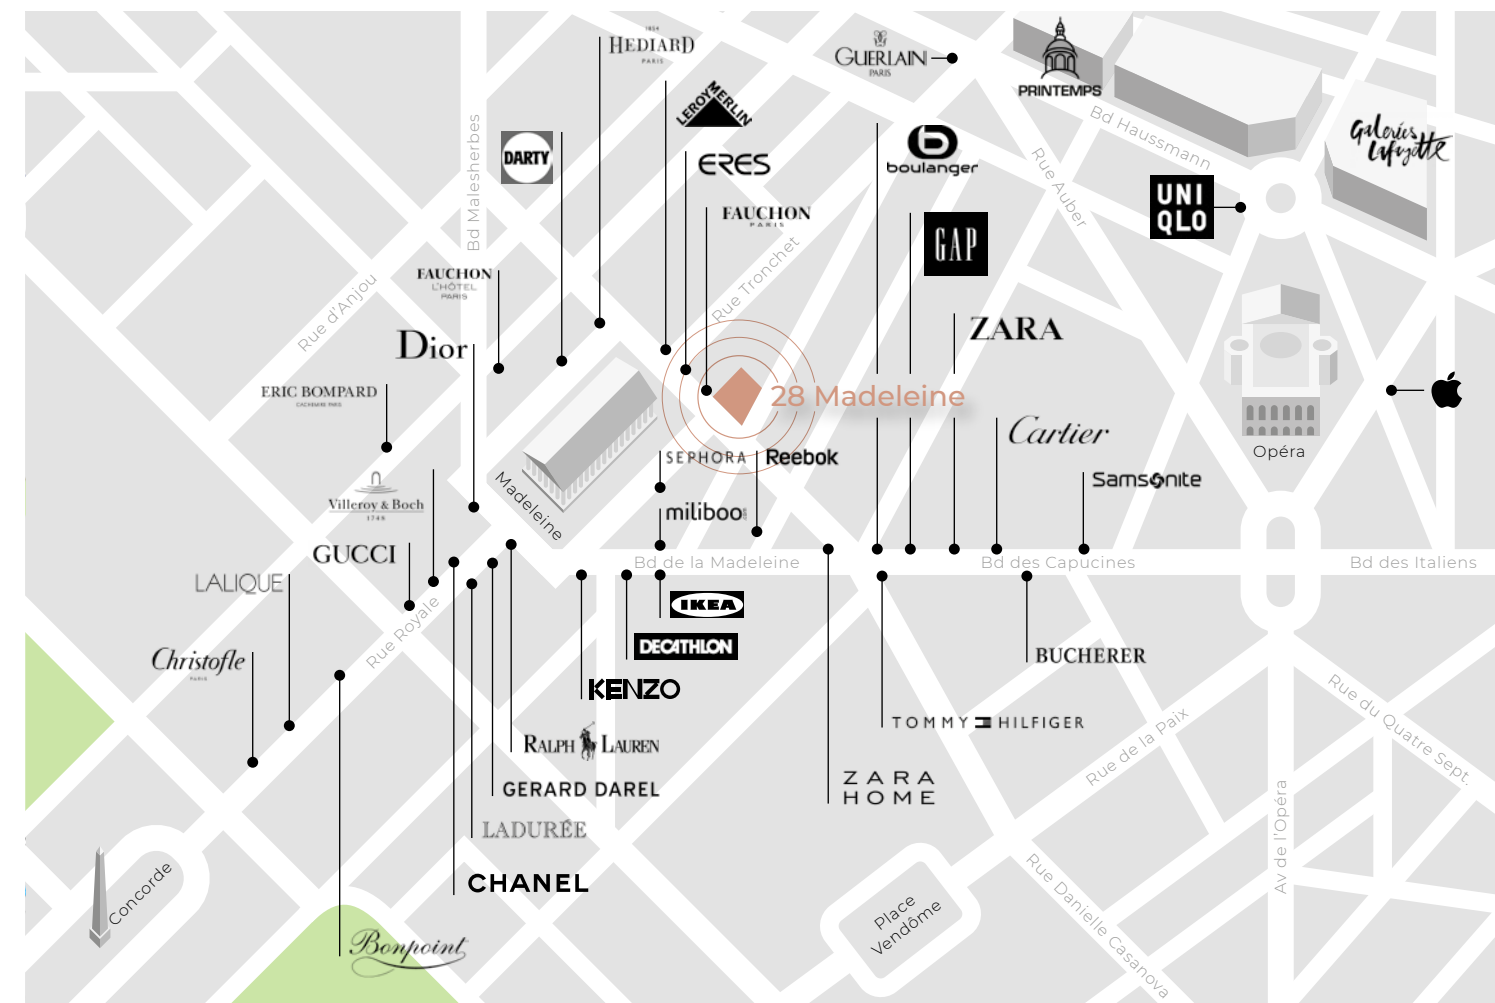 1854
HEDIARD
PARIS
GUERLAIN
PARIS
PRINTEMPS
Bd Haussmann
Galeries
Lafayette
LEROY MERLIN
DARTY
ERES
boulanger
Bd Malesherbes
Rue Auber
UNI
QLO
FAUCHON
PARIS
GAP
Rue Tronchet
FAUCHON
L'HÔTEL
PARIS
Rue d'Anjou
Dior
ZARA
ERIC BOMPARD
CACHEMIRE PARIS
28 Madeleine
Cartier
Opéra
SEPHORA
Reebok
Samsonite
Villeroy & Boch
1748
Madeleine
miliboo
GUCCI
Bd de la Madeleine
Bd des Capucines
Bd des Italiens
LALIQUE
IKEA
Rue Royale
DECATHLON
Christofle
PARIS
BUCHERER
KENZO
Rue du Quatre Sept.
RALPH LAUREN
TOMMY HILFIGER
Rue de la Paix
GERARD DAREL
ZARA
HOME
LADURÉE
Av de l'Opéra
CHANEL
Concorde
Place
Vendôme
Rue Danielle Casanova
Bonpoint